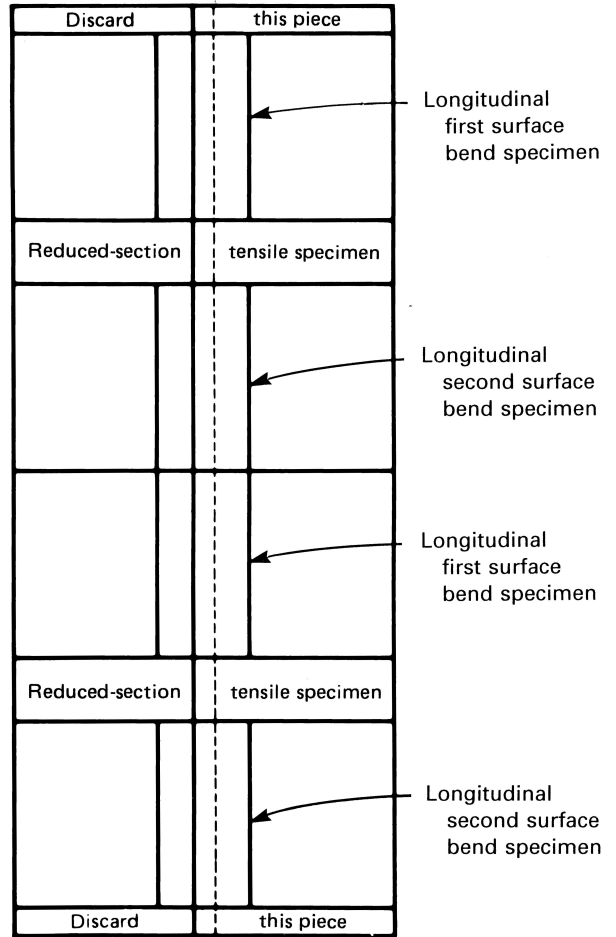 Discard this piece
Longitudinal
first surface
bend specimen
Reduced-section tensile specimen
Longitudinal
second surface
bend specimen
Longitudinal
first surface
bend specimen
Reduced-section tensile specimen
Longitudinal
second surface
bend specimen
Discard this piece